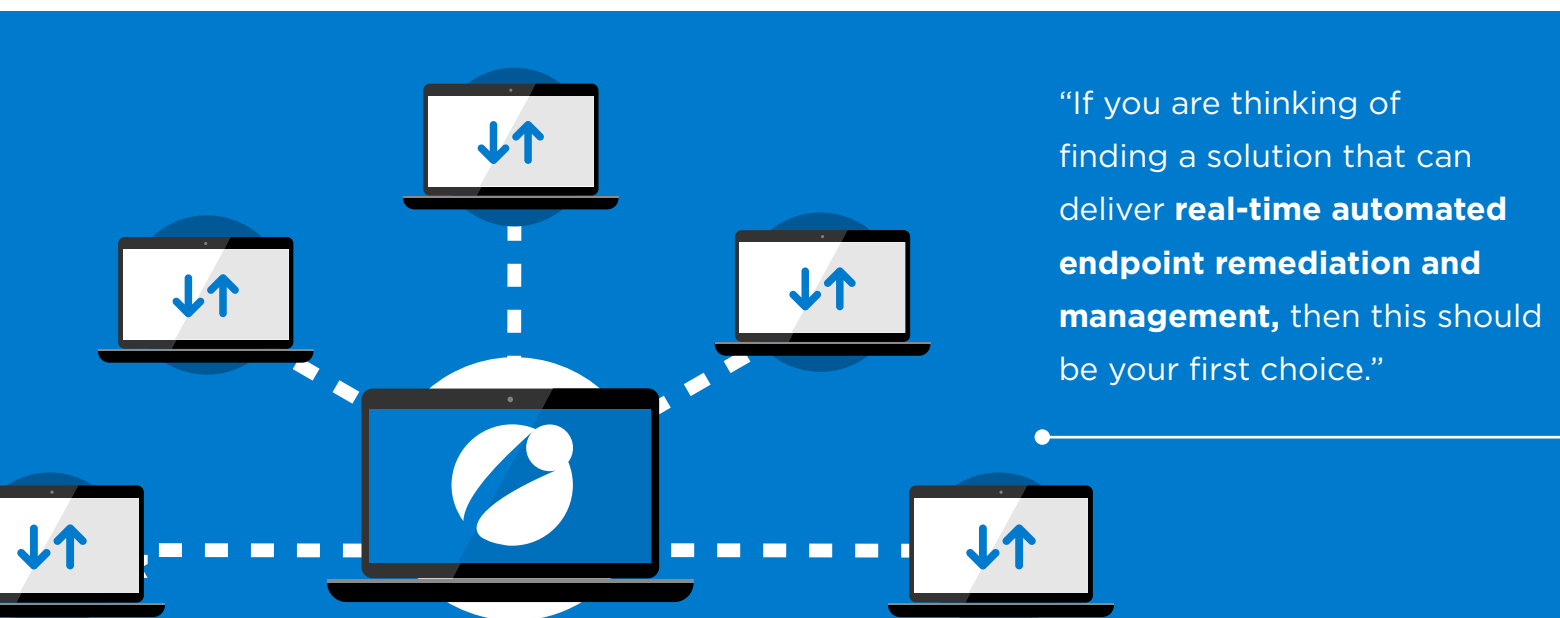 “If you are thinking of
finding a solution that can
deliver real-time automated
endpoint remediation and
management, then this should
be your first choice.”